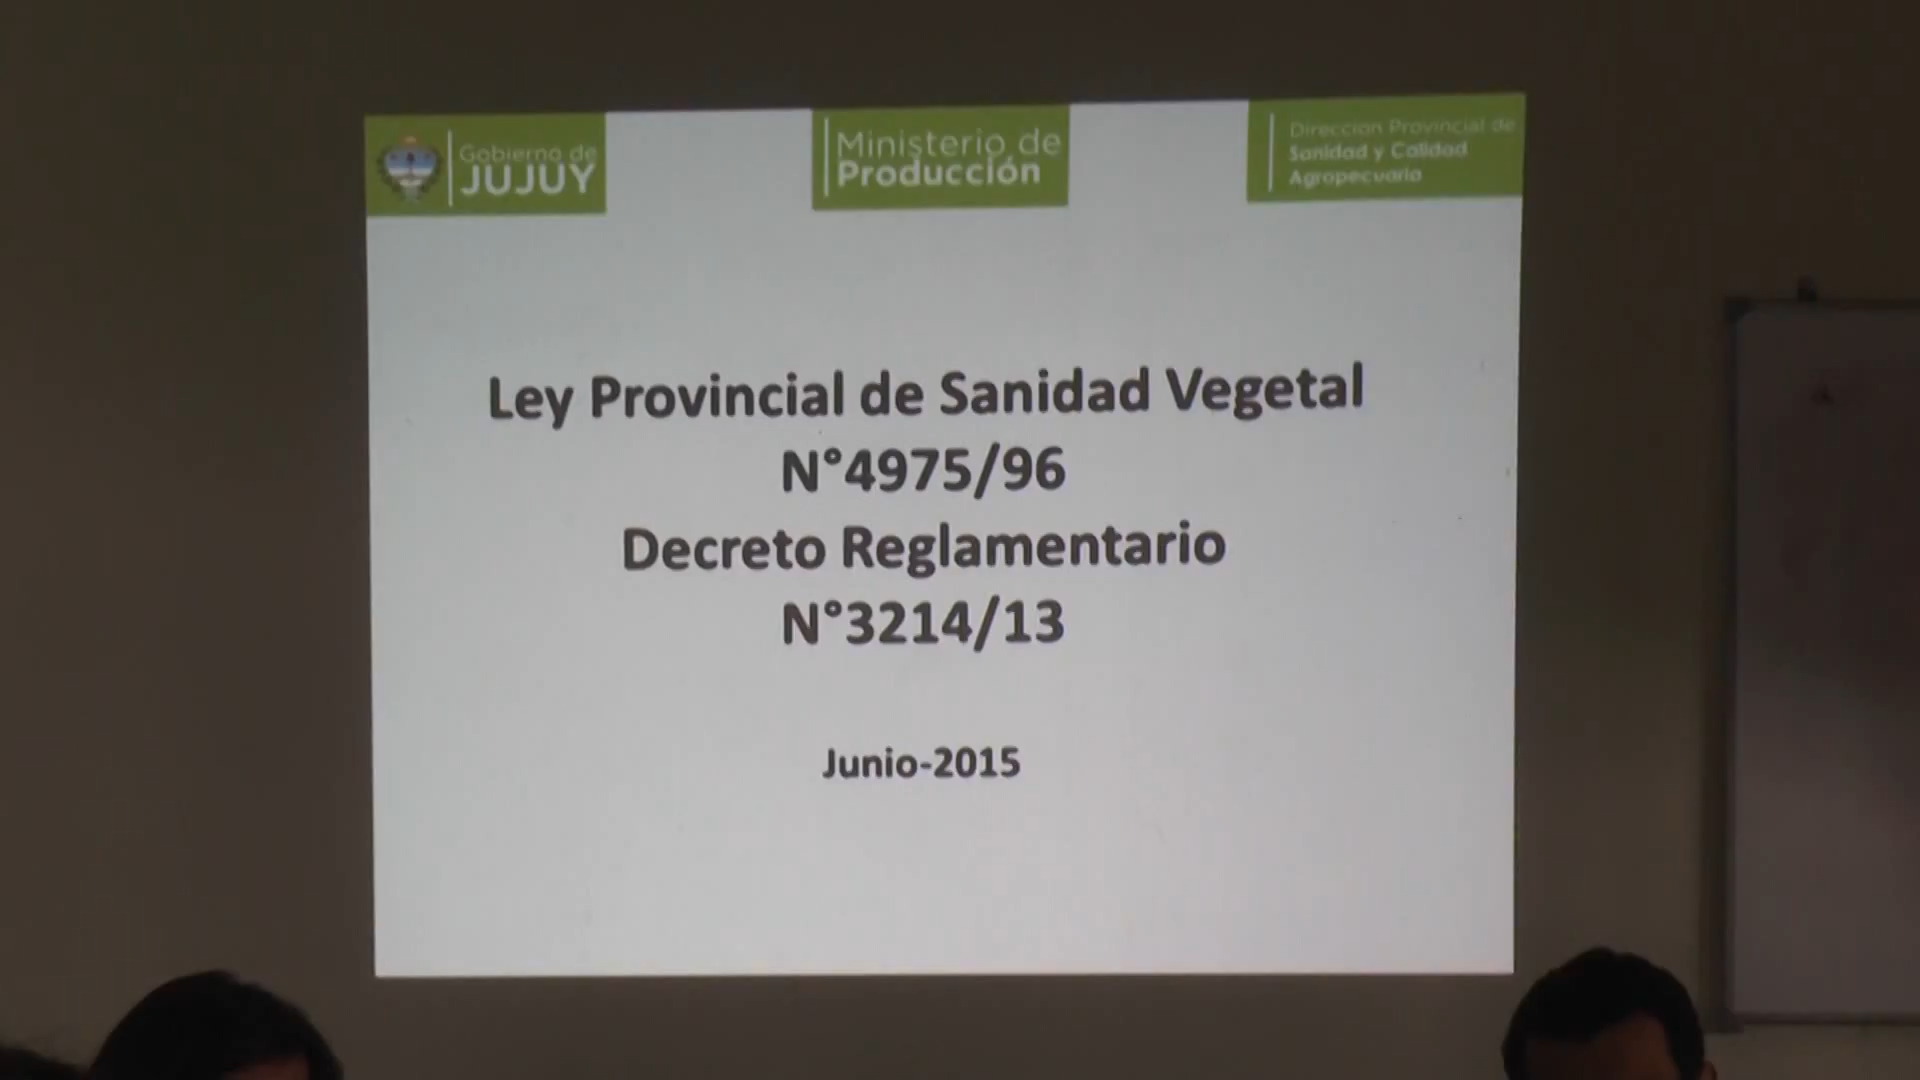 Gobierno de
JUJUY
Ministerio de
Producción
Dirección Provincial de
Sanidad y Calidad
Agropecuaria
Ley Provincial de Sanidad Vegetal
N°4975/96
Decreto Reglamentario
N°3214/13
Junio-2015